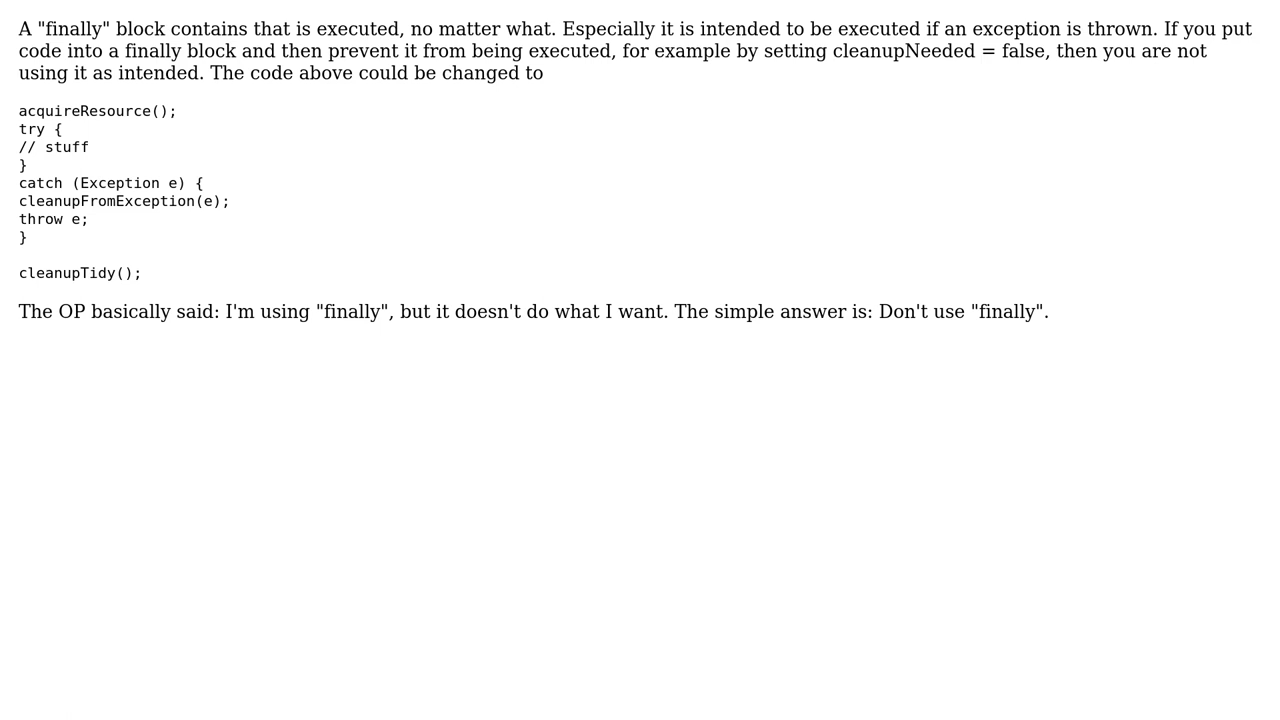 A "finally" block contains that is executed, no matter what. Especially it is intended to be executed if an exception is thrown. If you put
code into a finally block and then prevent it from being executed, for example by setting cleanupNeeded = false, then you are not
using it as intended. The code above could be changed to
acquireResource();
try {
// stuff
}
catch (Exception e) {
cleanupFromException(e);
throw e;
}
cleanupTidy();
The OP basically said: I'm using "finally", but it doesn't do what I want. The simple answer is: Don't use "finally".